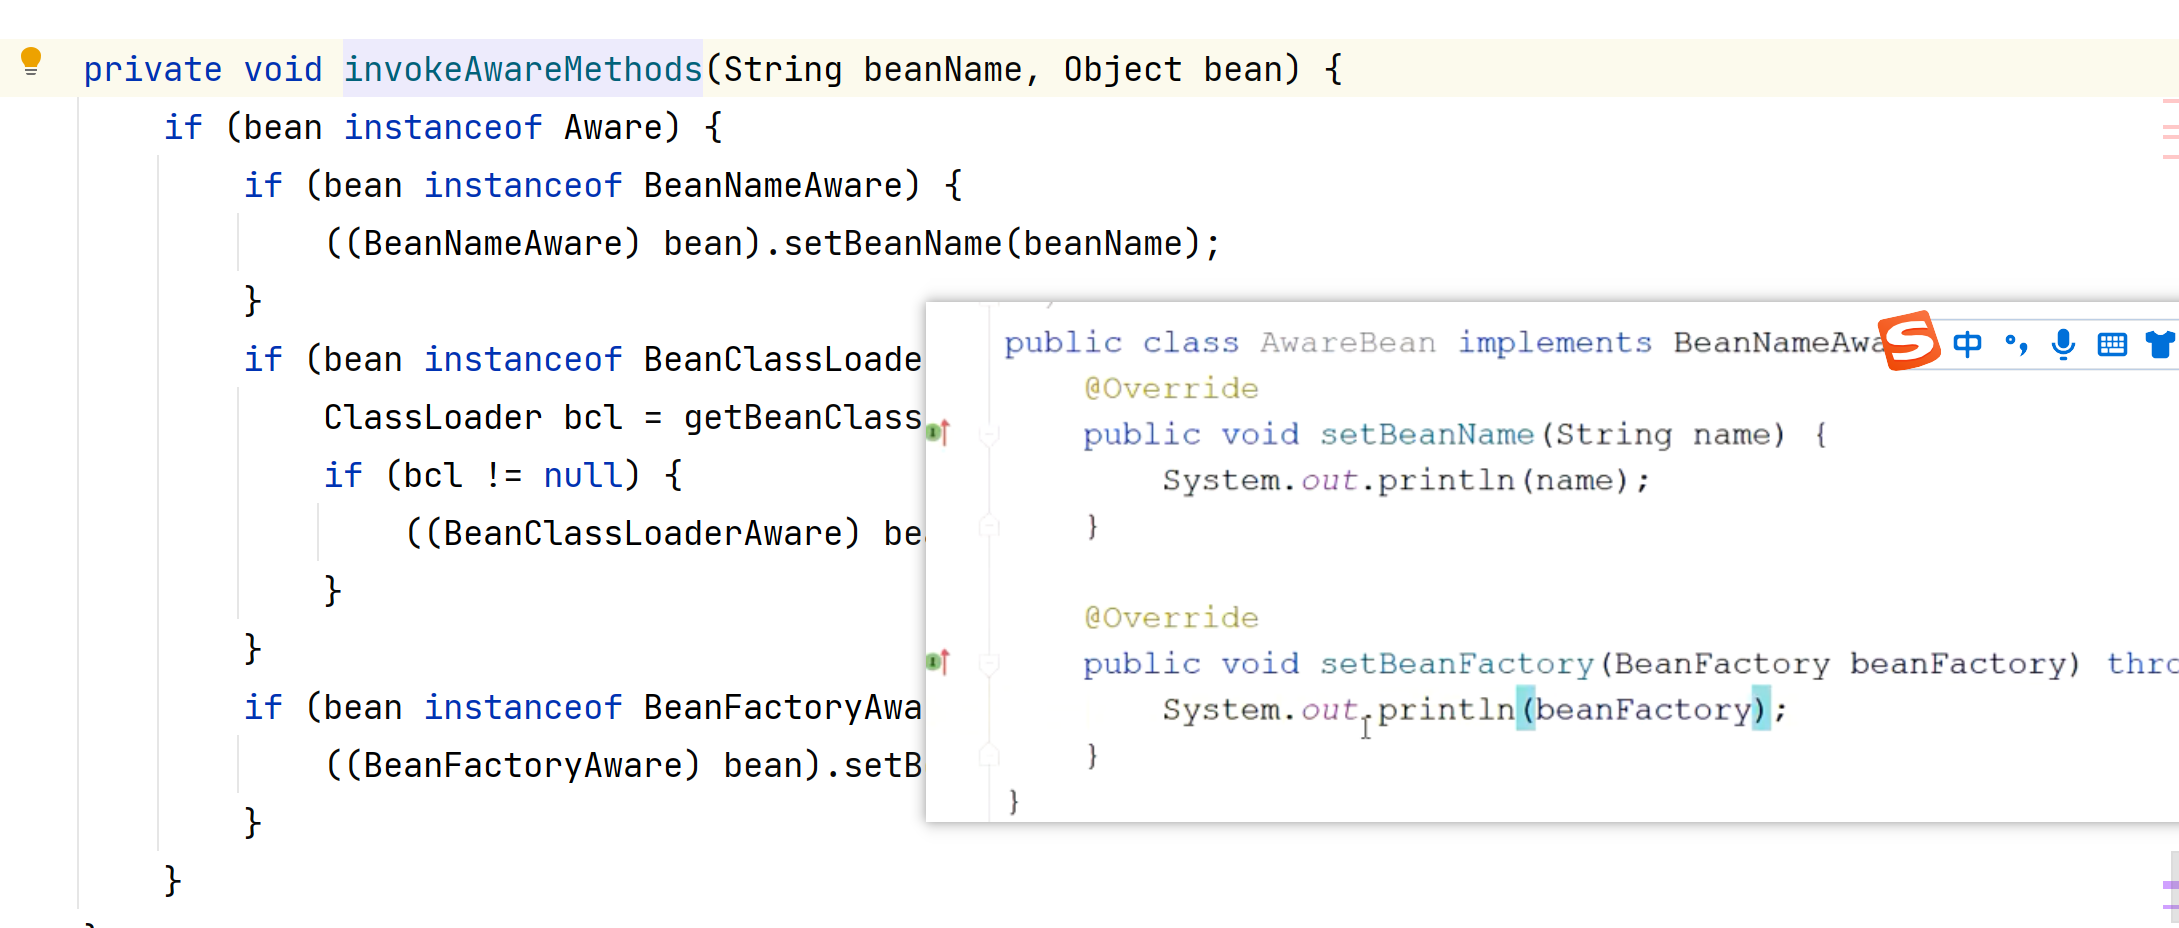 private void invokeAwareMethods(String beanName, Object bean) {
if (bean instanceof Aware) {
if (bean instanceof BeanNameAware) {
((BeanNameAware) bean).setBeanName(beanName);
}
if (bean instanceof BeanClassLoade
ClassLoader bcl = getBeanClass
if (bcl != null) {
((BeanClassLoaderAware) be
}
}
if (bean instanceof BeanFactoryAwa
((BeanFactoryAware) bean).setB
}
}
public class AwareBean implements BeanNameAwa
中
@Override
public void setBeanName(String name) {
System.out.println(name);
}
@Override
public void setBeanFactory(BeanFactory beanFactory) thro
System.out.println(beanFactory);
}
}